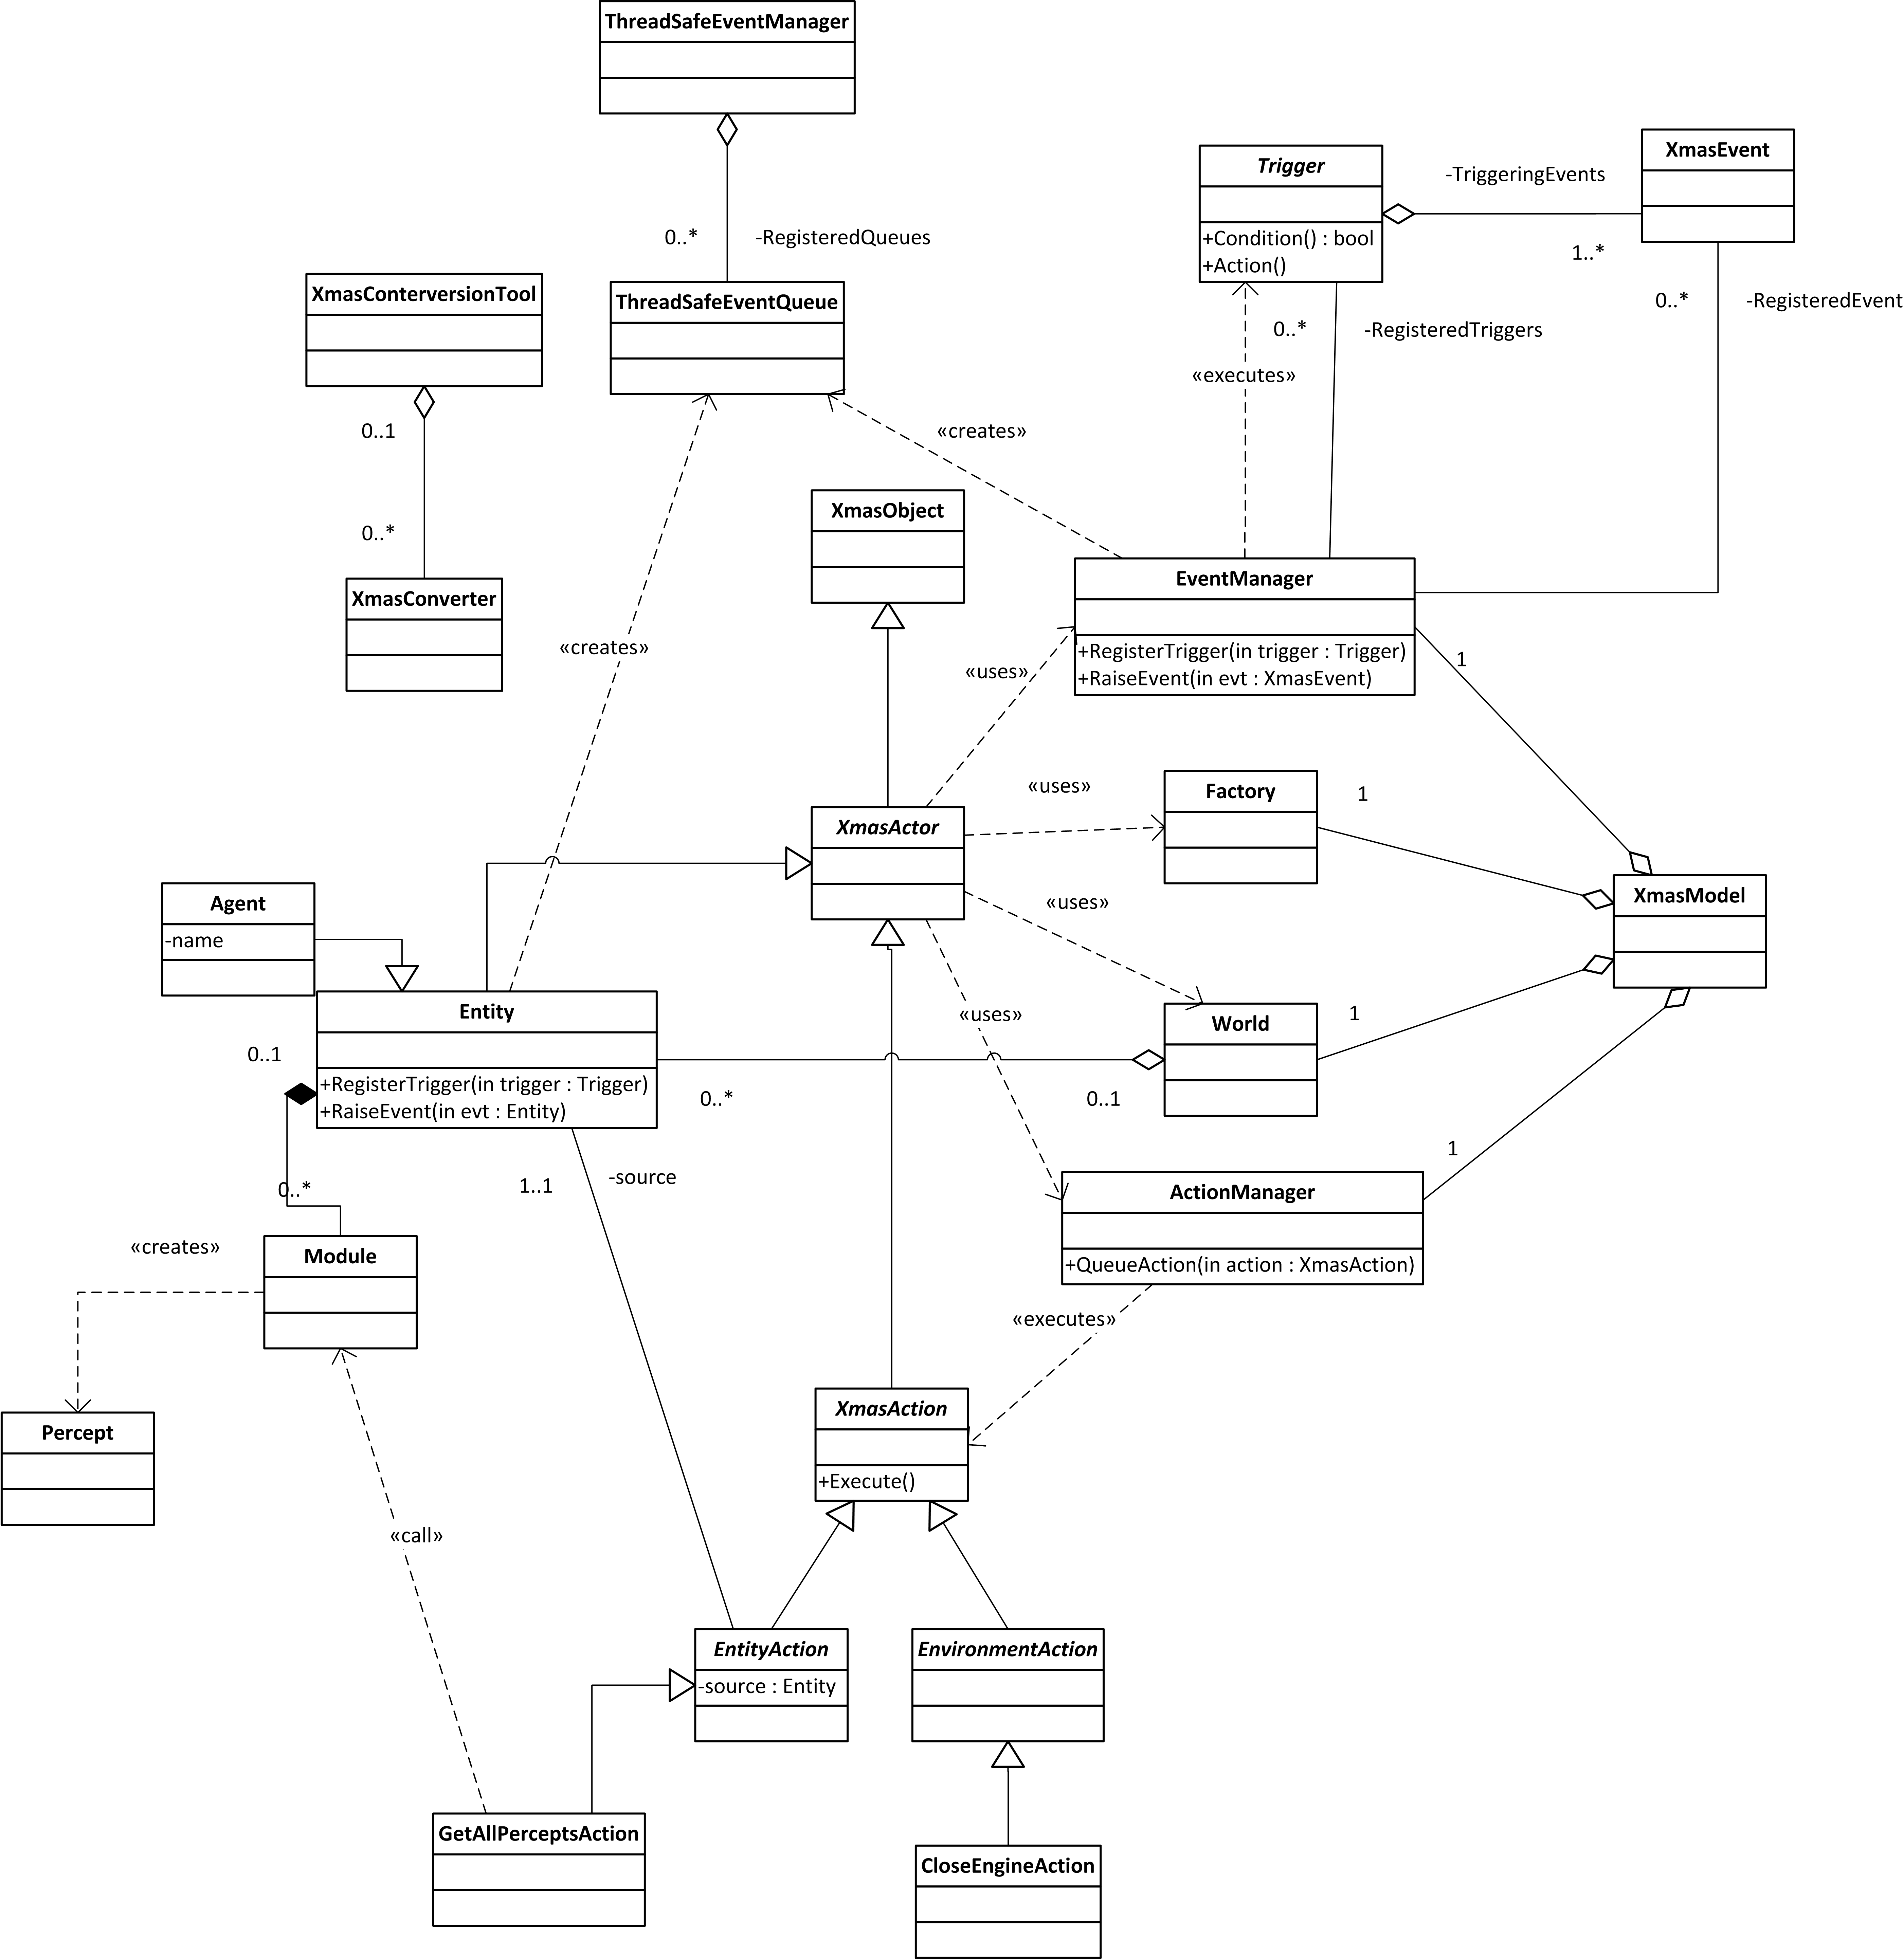 ThreadSafeEventManager
XmasEvent
Trigger
-TriggeringEvents
+Condition() : bool
+Action()
0..*
-RegisteredQueues
1..*
XmasConterversionTool
ThreadSafeEventQueue
0..*
-RegisteredEvent
0..*
-RegisteredTriggers
«executes»
0..1
«creates»
XmasObject
0..*
EventManager
XmasConverter
«creates»
+RegisterTrigger(in trigger : Trigger)
+RaiseEvent(in evt : XmasEvent)
1
«uses»
«uses»
Factory
1
XmasActor
Agent
-name
«uses»
XmasModel
Entity
«uses»
World
1
0..1
+RegisterTrigger(in trigger : Trigger)
+RaiseEvent(in evt : Entity)
0..*
0..1
1..1
-source
0..*
1
ActionManager
+QueueAction(in action : XmasAction)
«creates»
Module
«executes»
XmasAction
+Execute()
Percept
«call»
EntityAction
-source : Entity
EnvironmentAction
GetAllPerceptsAction
CloseEngineAction